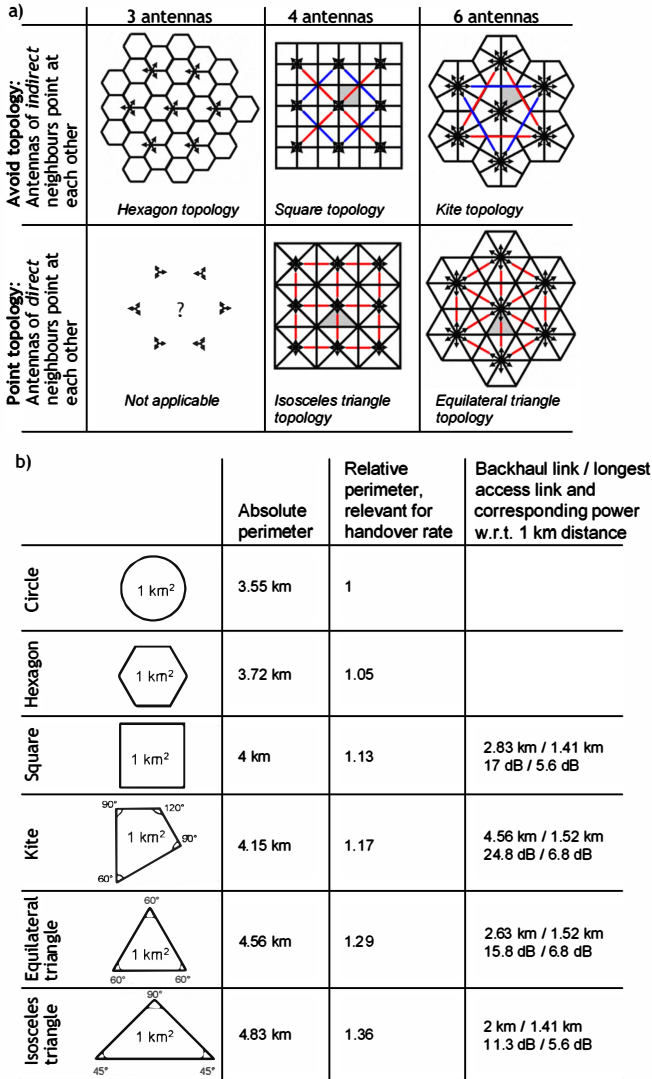 a)
3 antennas
4 antennas
6 antennas
Avoid topology:
Antennas of indirect
neighbours point at
each other
Hexagon topology
Square topology
Kite topology
Point topology:
Antennas of direct
neighbours point at
each other
?
Not applicable
Isosceles triangle
topology
Equilateral triangle
topology
b)
Absolute
perimeter
Relative
perimeter,
relevant for
handover rate
Backhaul link / longest
access link and
corresponding power
w.r.t. 1 km distance
Circle
1 km²
3.55 km
1
Hexagon
1 km²
3.72 km
1.05
Square
1 km²
4 km
1.13
2.83 km / 1.41 km
17 dB / 5.6 dB
Kite
90°
120°
1 km²
90°
60°
4.15 km
1.17
4.56 km / 1.52 km
24.8 dB / 6.8 dB
Equilateral
triangle
60°
1 km²
60°
60°
4.56 km
1.29
2.63 km / 1.52 km
15.8 dB / 6.8 dB
Isosceles
triangle
90°
1 km²
45°
45°
4.83 km
1.36
2 km / 1.41 km
11.3 dB / 5.6 dB